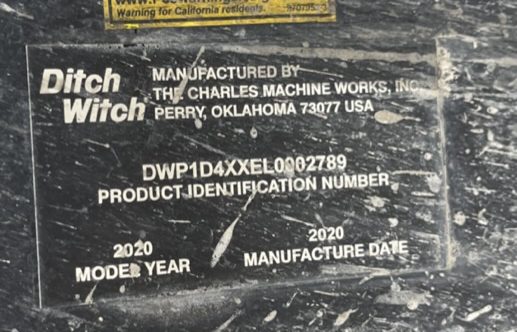 Warning for California residents.
Ditch
Witch
MANUFACTURED BY
THE CHARLES MACHINE WORKS, INC.
PERRY, OKLAHOMA 73077 USA
DWP1D4XXEL0002789
PRODUCT IDENTIFICATION NUMBER
2020
MODEL YEAR
2020
MANUFACTURE DATE